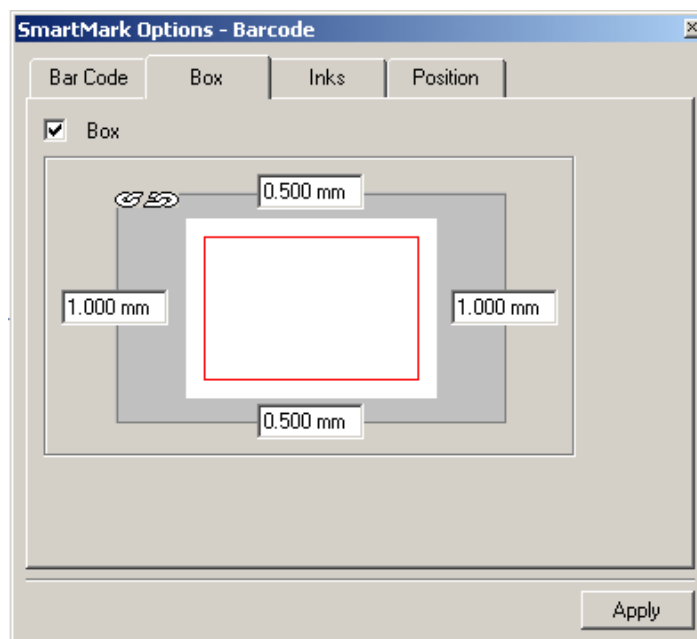 SmartMark Options - Barcode
Bar Code Box Inks Position
Box
0.500 mm
1.000 mm 1.000 mm
0.500 mm
Apply